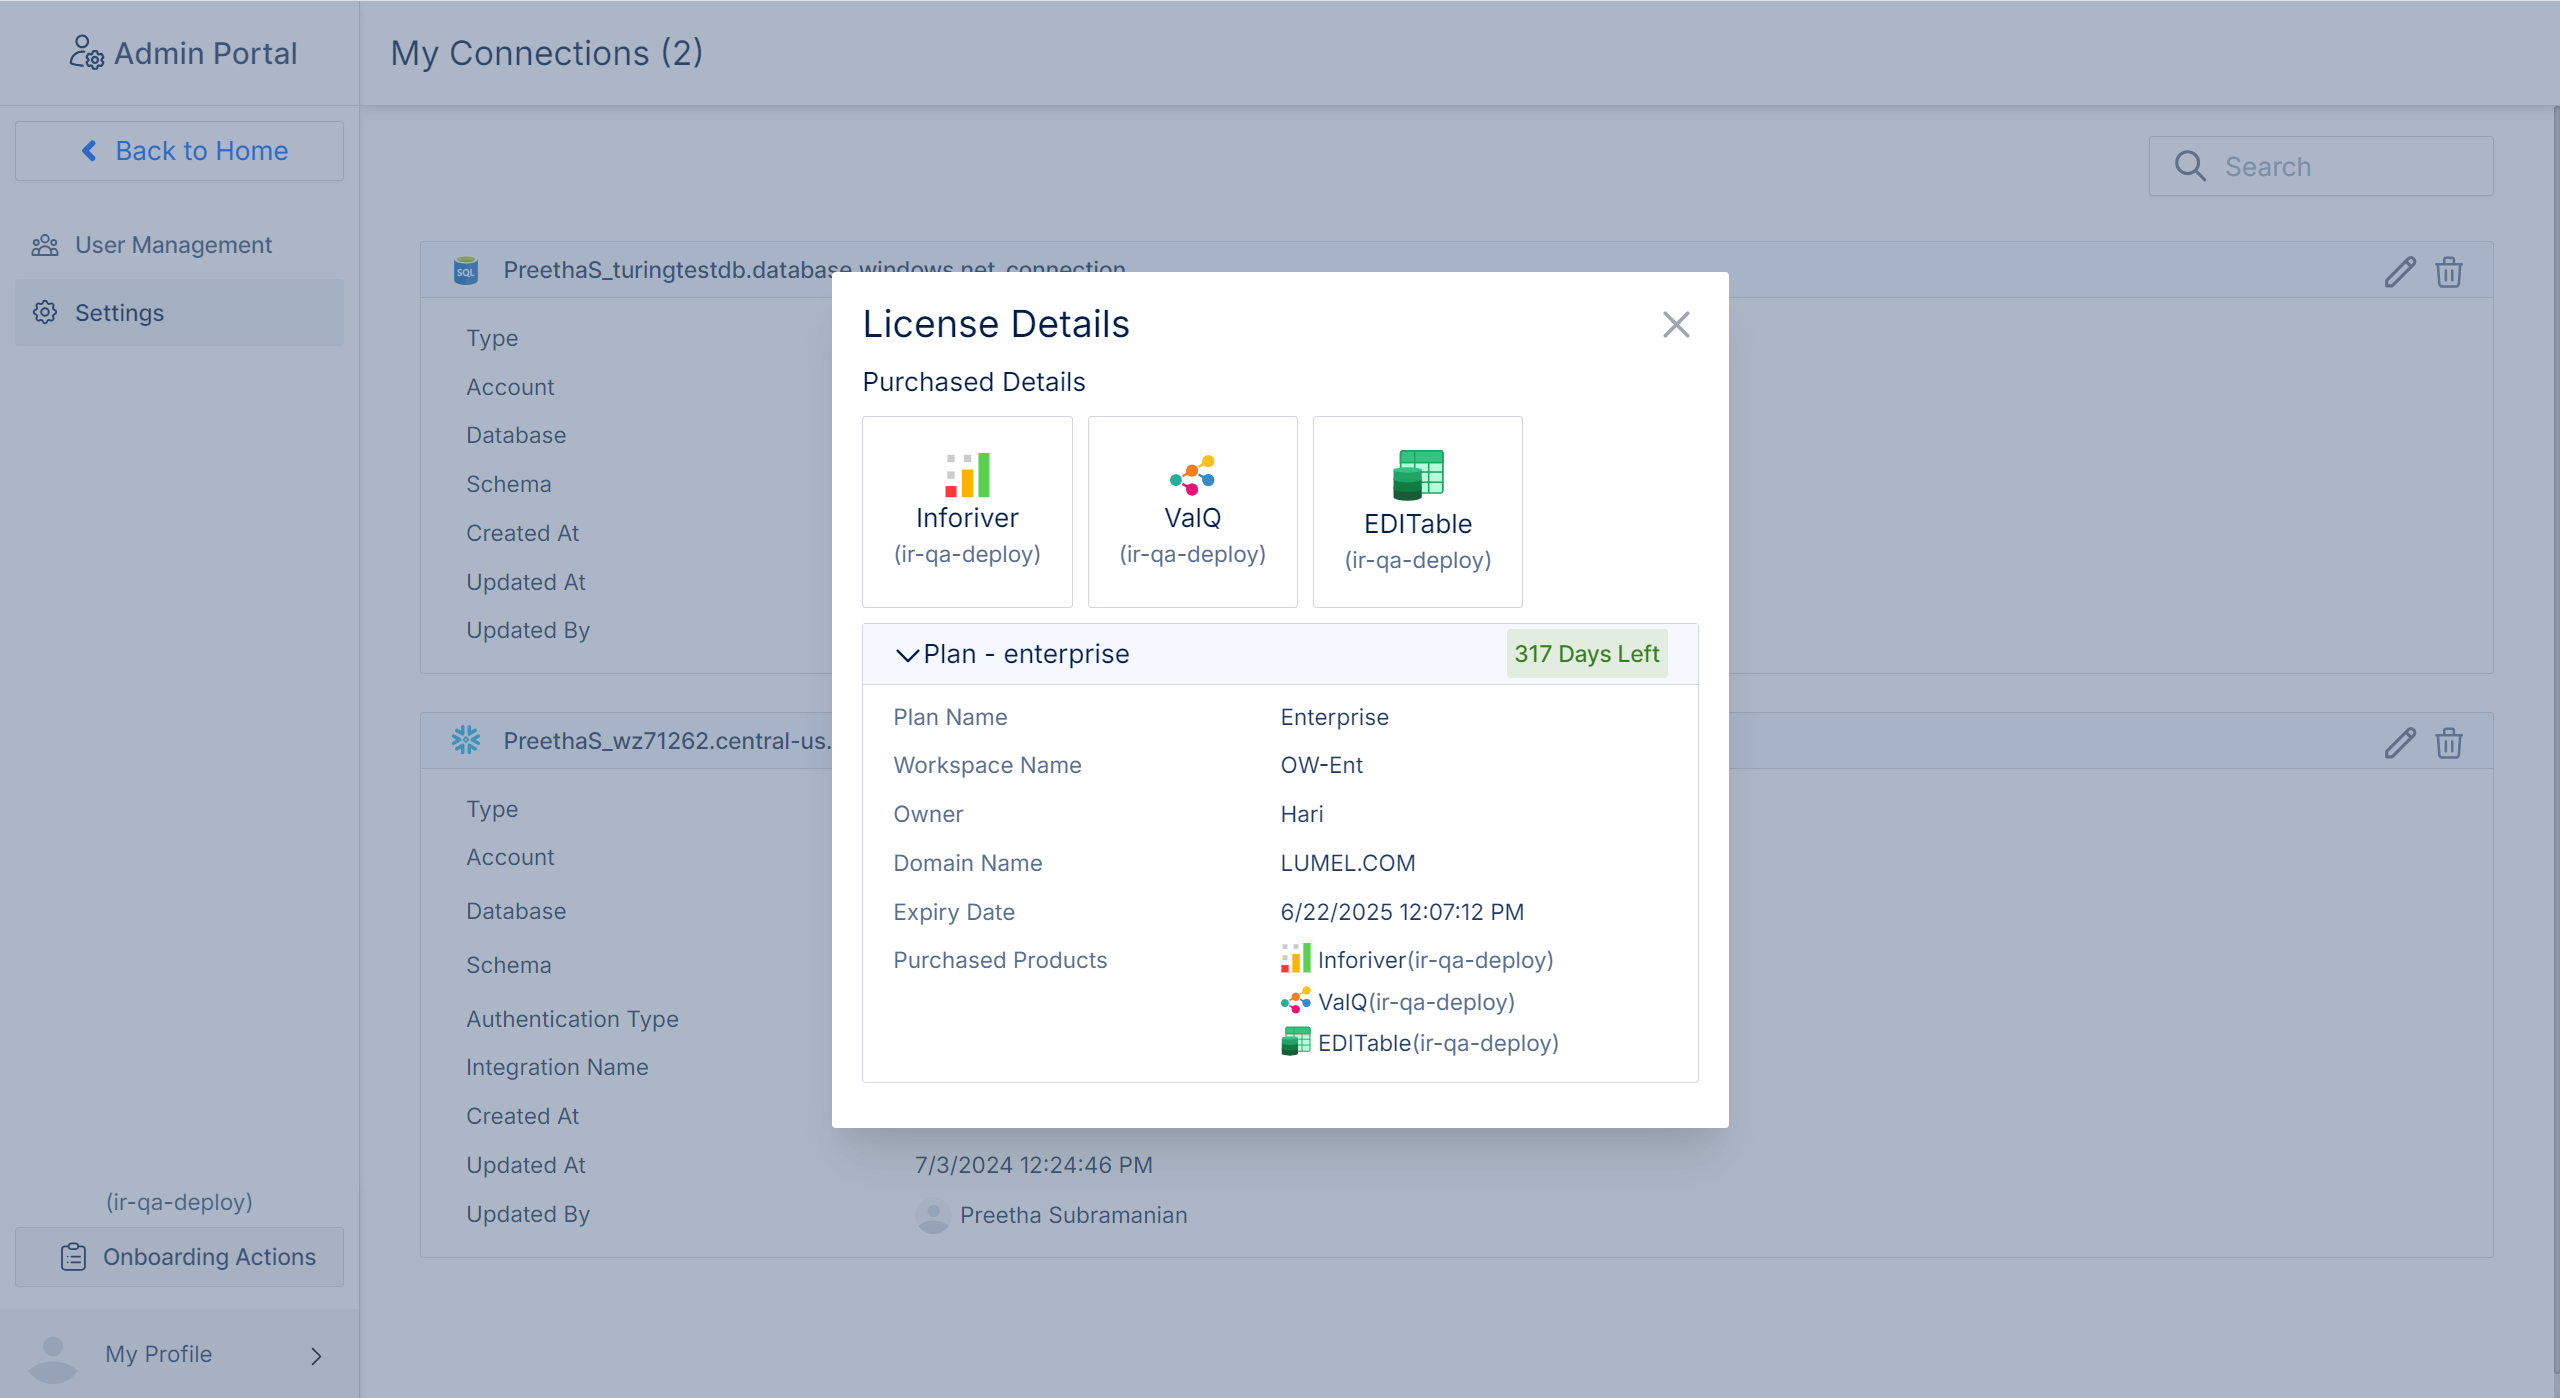 Admin Portal
My Connections (2)
Back to Home
Search
User Management
Settings
PreethaS_turingtestdb.database.windows.net_connection
Type
Account
Database
Schema
Created At
Updated At
Updated By
License Details
Purchased Details
Inforiver
(ir-qa-deploy)
ValQ
(ir-qa-deploy)
EDITable
(ir-qa-deploy)
Plan - enterprise
317 Days Left
Plan Name Enterprise
Workspace Name OW-Ent
Owner Hari
Domain Name LUMEL.COM
Expiry Date 6/22/2025 12:07:12 PM
Purchased Products Inforiver(ir-qa-deploy)
ValQ(ir-qa-deploy)
EDITable(ir-qa-deploy)
SQL
PreethaS_wz71262.central-us.
Type
Account
Database
Schema
Authentication Type
Integration Name
Created At
Updated At 7/3/2024 12:24:46 PM
Updated By Preetha Subramanian
(ir-qa-deploy)
Onboarding Actions
My Profile